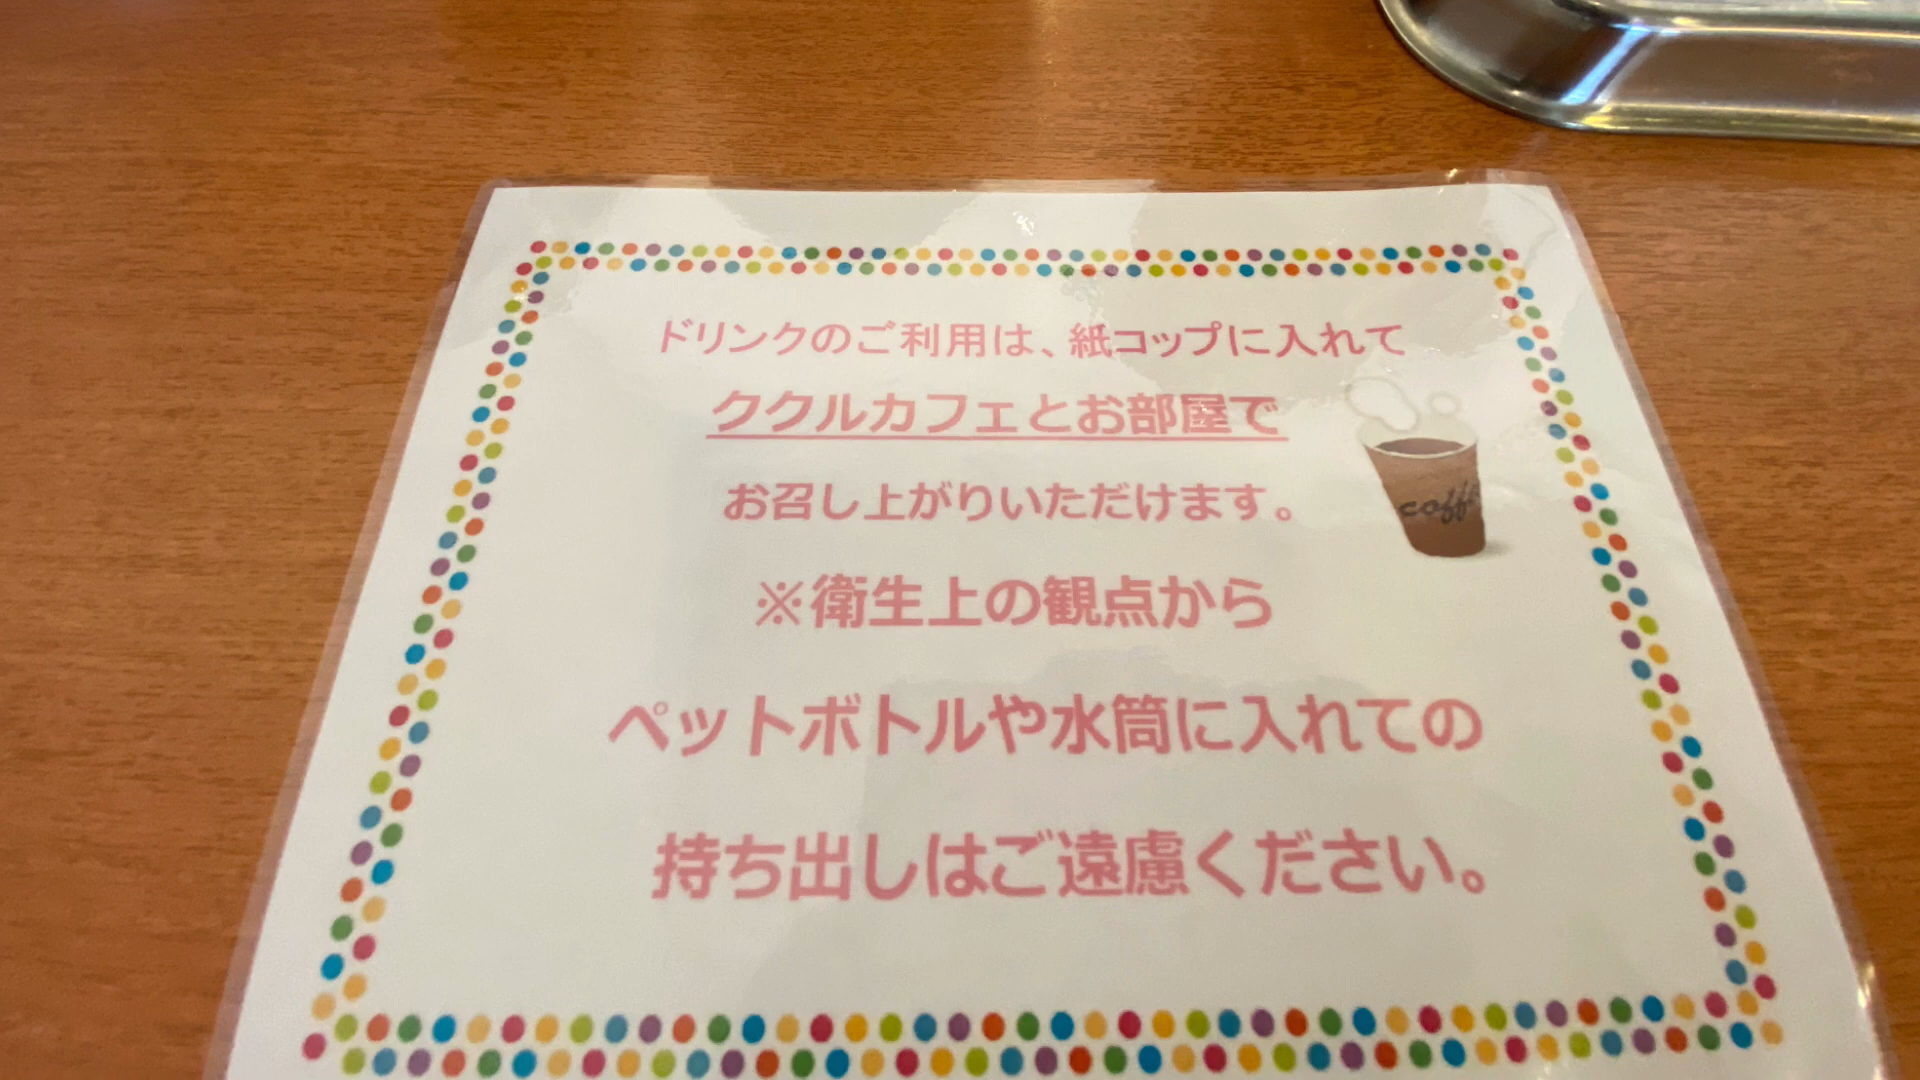 ドリンクのご利用は、紙コップに入れて
ククルカフェとお部屋で
お召し上がりいただけます。
coffe
※衛生上の観点から
ペットボトルや水筒に入れての
持ち出しはご遠慮ください。